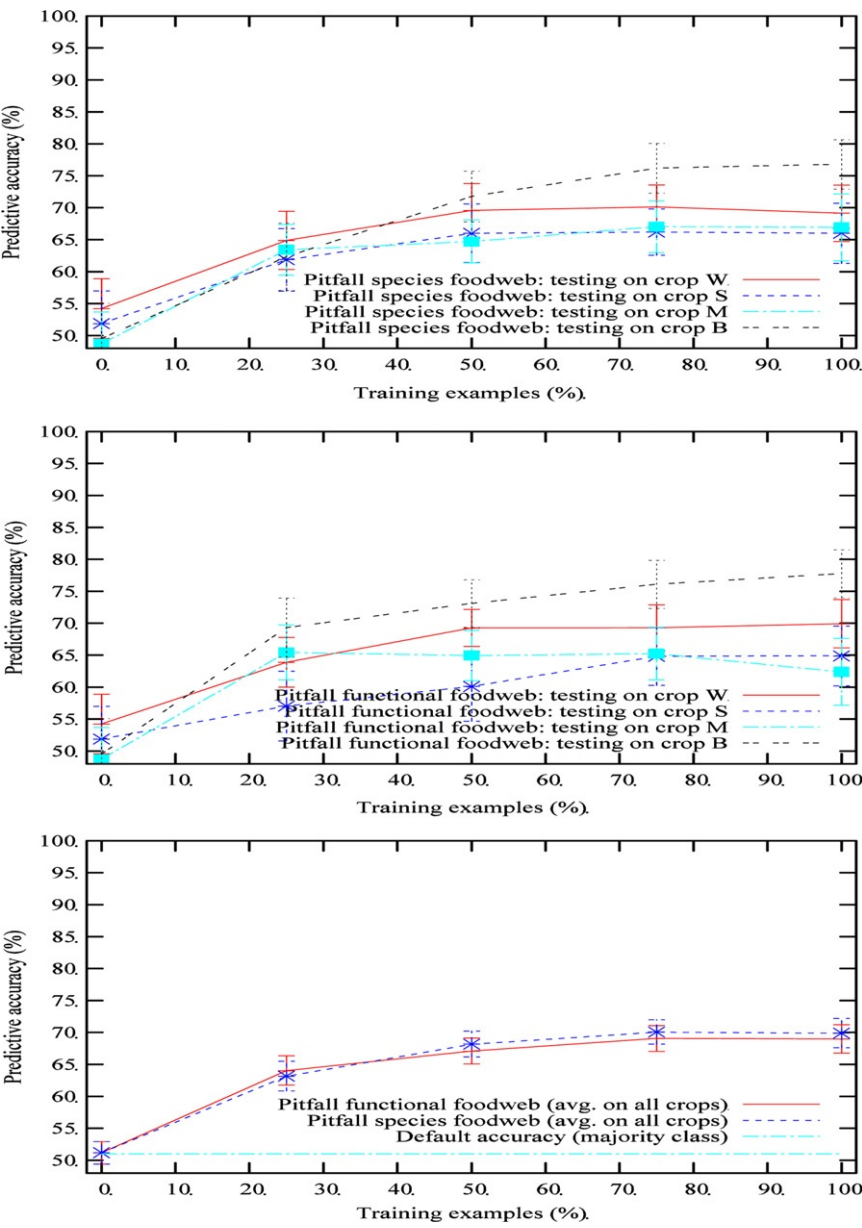 100.
95.
90.
85.
80.
75.
70.
65.
60.
55.
50.
Predictive accuracy (%)
Pitfall species foodweb: testing on crop W.
Pitfall species foodweb: testing on crop S
Pitfall species foodweb: testing on crop M
Pitfall species foodweb: testing on crop B
0. 10. 20. 30. 40. 50. 60. 70. 80. 90. 100.
Training examples (%).
100.
95.
90.
85.
80.
75.
70.
65.
60.
55.
50.
Predictive accuracy (%)
Pitfall functional foodweb: testing on crop W.
Pitfall functional foodweb: testing on crop S
Pitfall functional foodweb: testing on crop M
Pitfall functional foodweb: testing on crop B
0. 10. 20. 30. 40. 50. 60. 70. 80. 90. 100.
Training examples (%).
100.
95.
90.
85.
80.
75.
70.
65.
60.
55.
50.
Predictive accuracy (%)
Pitfall functional foodweb (avg. on all crops).
Pitfall species foodweb (avg. on all crops)
Default accuracy (majority class)
0. 10. 20. 30. 40. 50. 60. 70. 80. 90. 100.
Training examples (%).